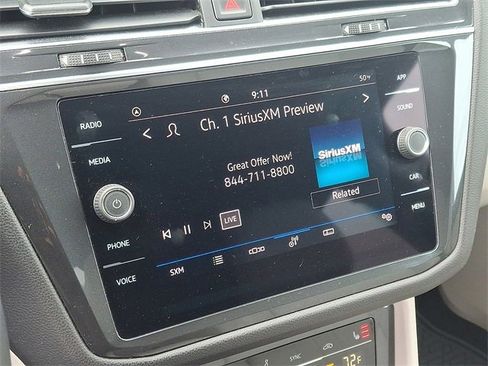 9:11
50°F
RADIO
MEDIA
PHONE
VOICE
Ch. 1 SiriusXM Preview
Great Offer Now!
844-711-8800
SiriusXM
Related
LIVE
SXM
APP
SOUND
CAR
MENU
SYNC
72°F